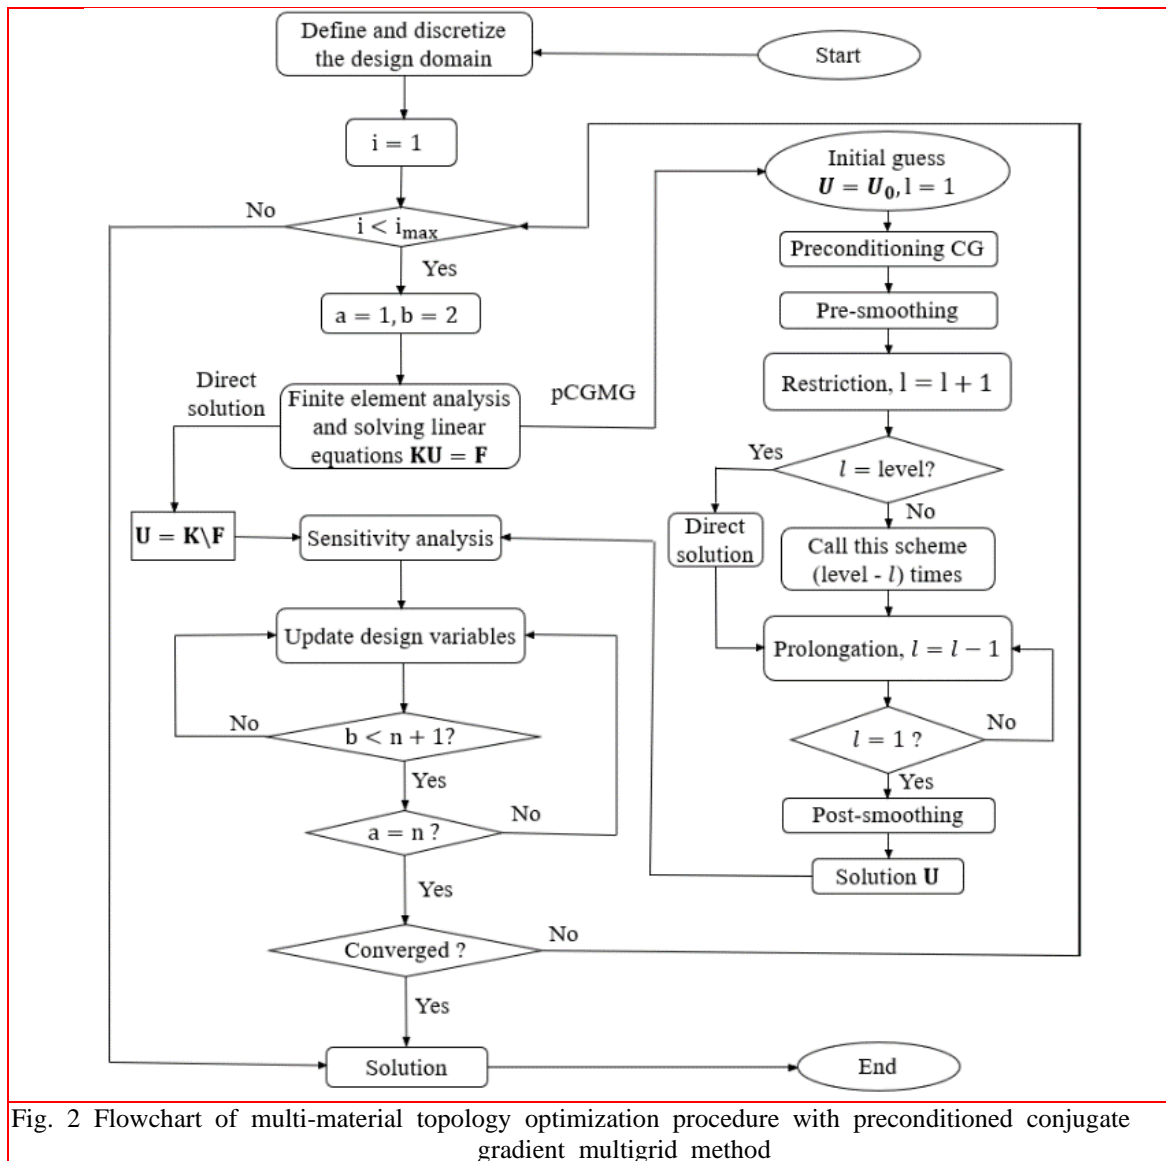 Define and discretize
the design domain
Start
i = 1
No
i < i_max
Yes
a = 1, b = 2
Direct
solution
Finite element analysis
and solving linear
equations KU = F
pCGMG
U = K\F
Sensitivity analysis
Update design variables
No
b < n + 1?
Yes
a = n ?
No
Yes
Converged ?
No
Yes
Solution
End
Initial guess
U = U₀, l = 1
Preconditioning CG
Pre-smoothing
Restriction, l = l + 1
Yes
l = level?
No
Direct
solution
Call this scheme
(level - l) times
Prolongation, l = l − 1
l = 1 ?
No
Yes
Post-smoothing
Solution U
Fig. 2 Flowchart of multi-material topology optimization procedure with preconditioned conjugate
gradient multigrid method